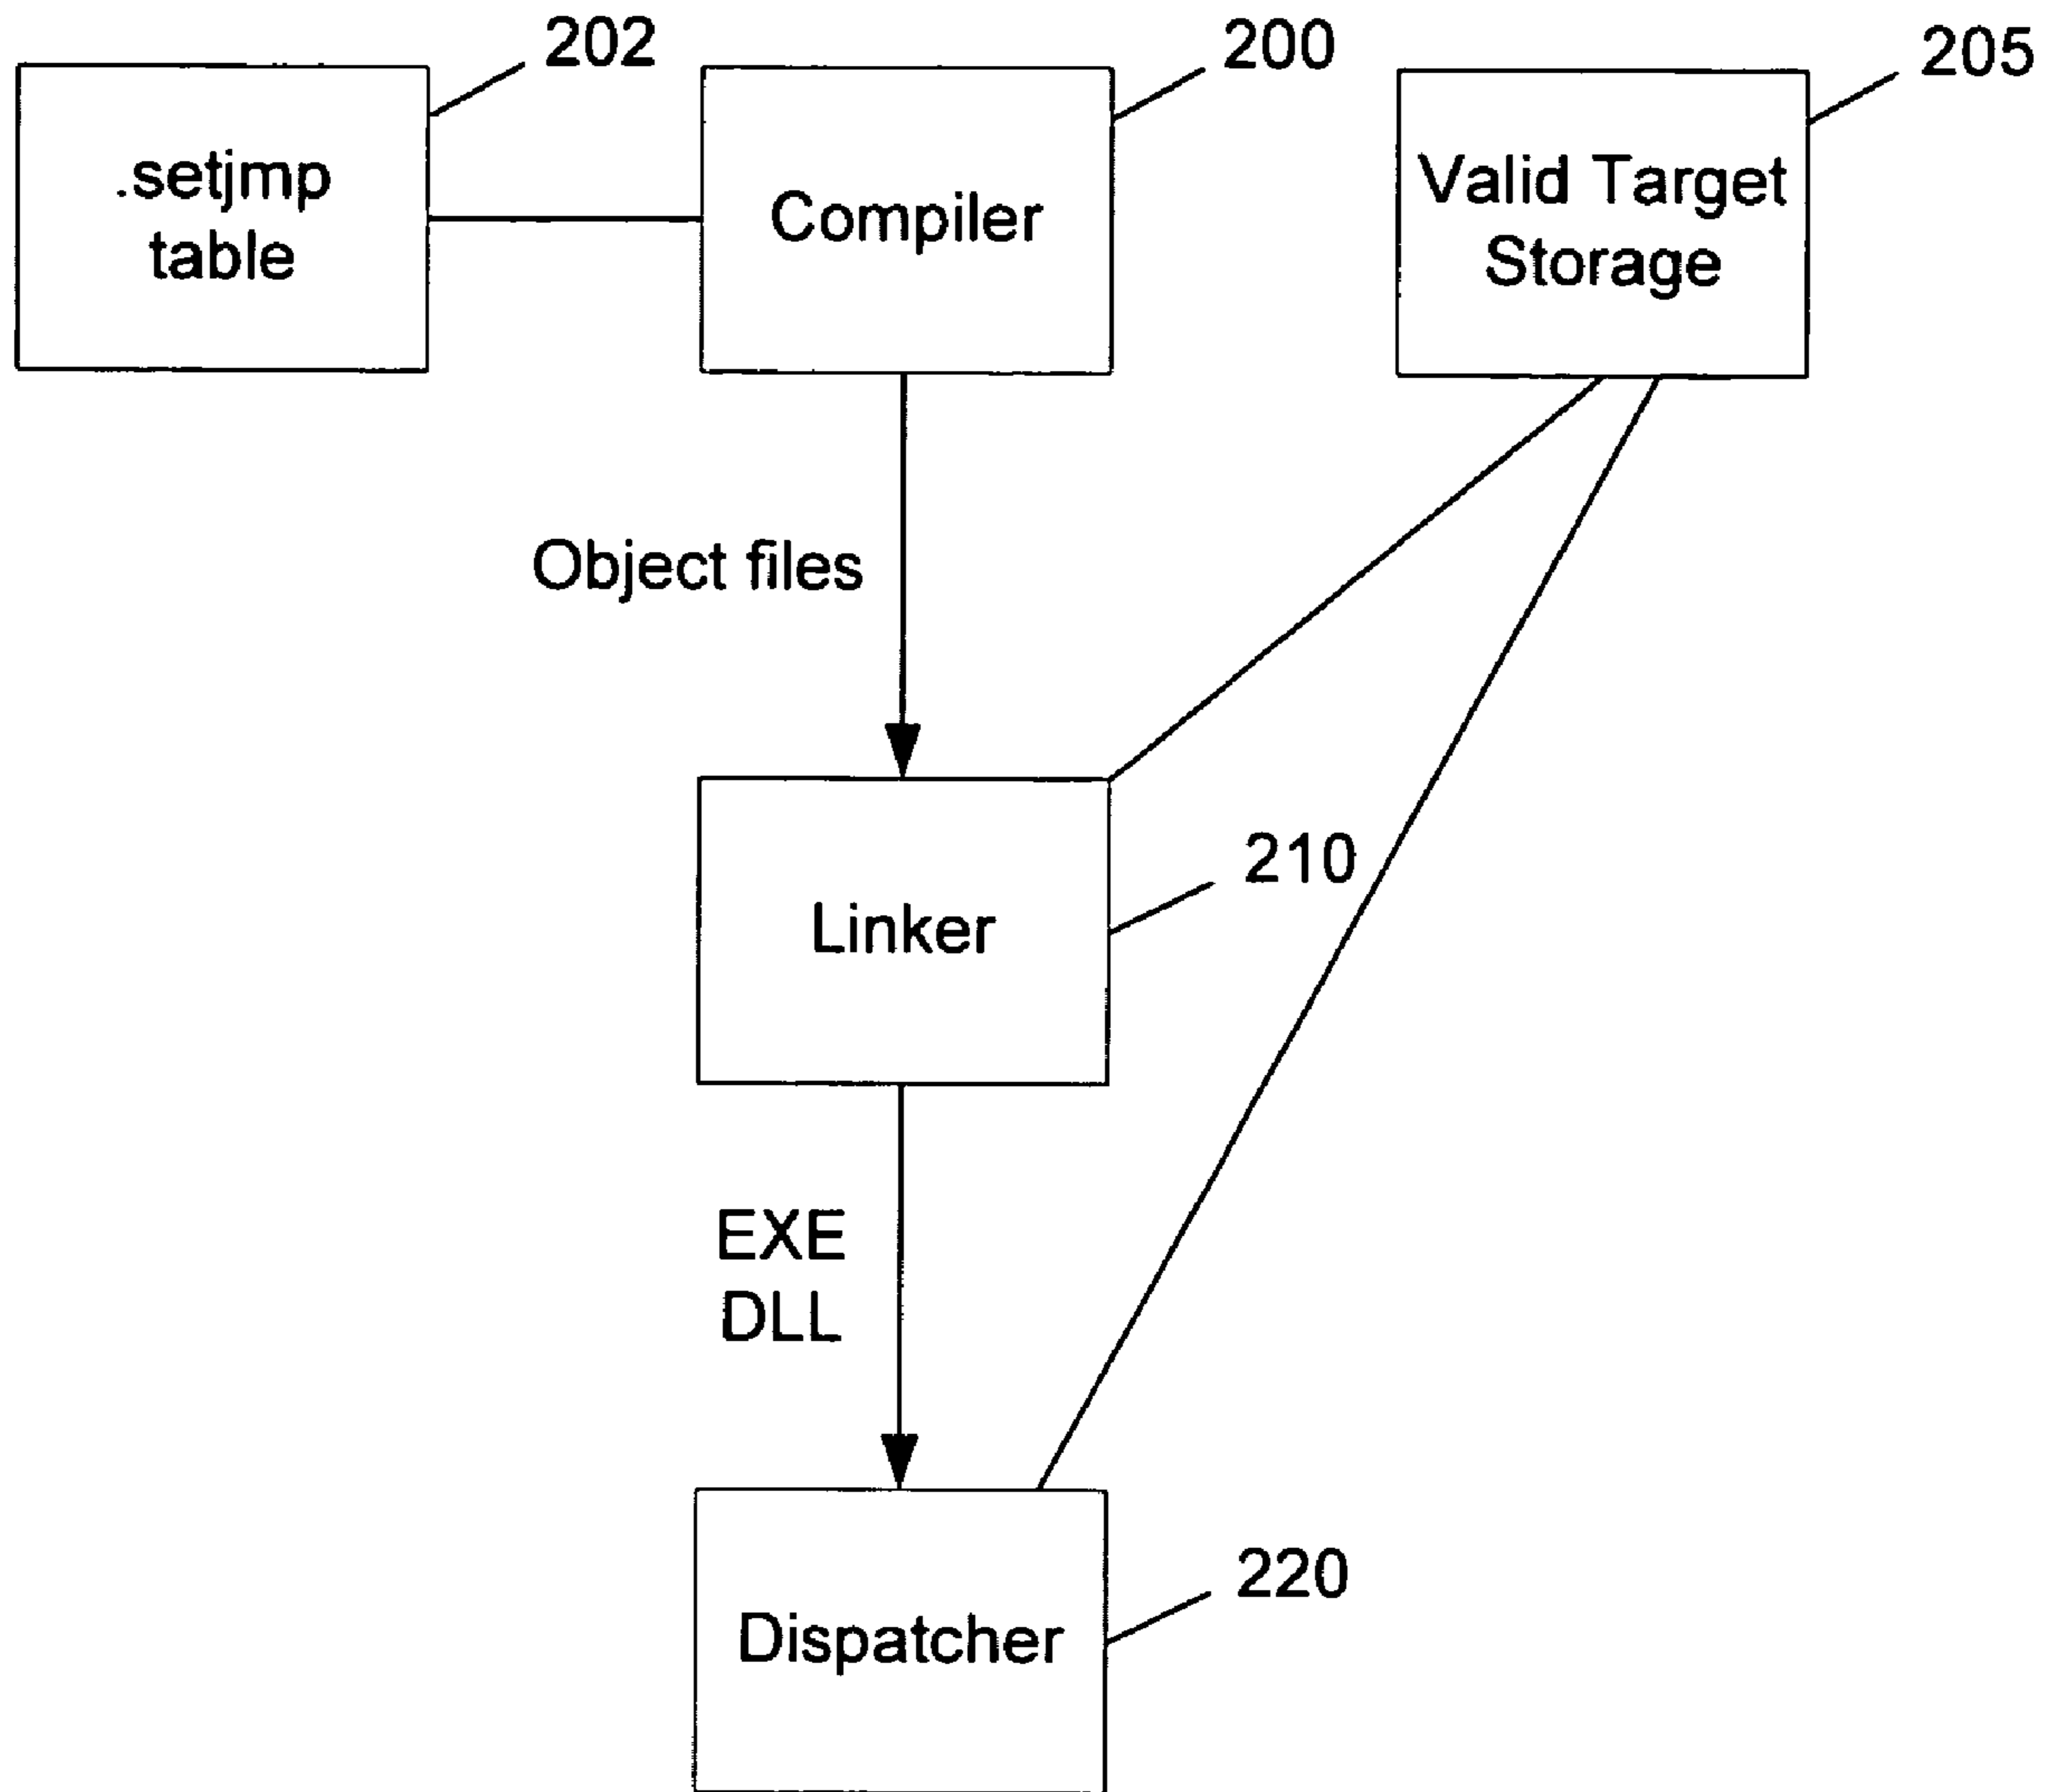 202
200
205
.setjmp
table
Compiler
Valid Target
Storage
Object files
210
Linker
EXE
DLL
220
Dispatcher